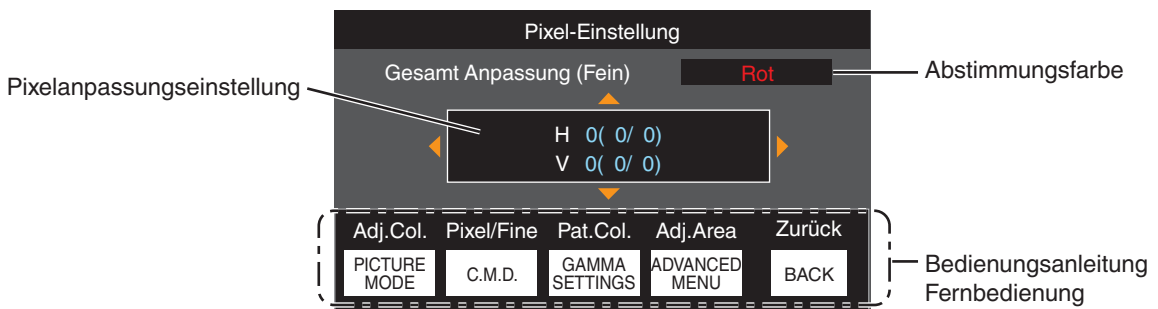 Pixel-Einstellung
Gesamt Anpassung (Fein) Rot
Abstimmungsfarbe
Pixelanpassungseinstellung
H 0( 0/ 0)
V 0( 0/ 0)
Adj.Col. Pixel/Fine Pat.Col. Adj.Area Zurück
PICTURE MODE C.M.D. GAMMA SETTINGS ADVANCED MENU BACK
Bedienungsanleitung
Fernbedienung